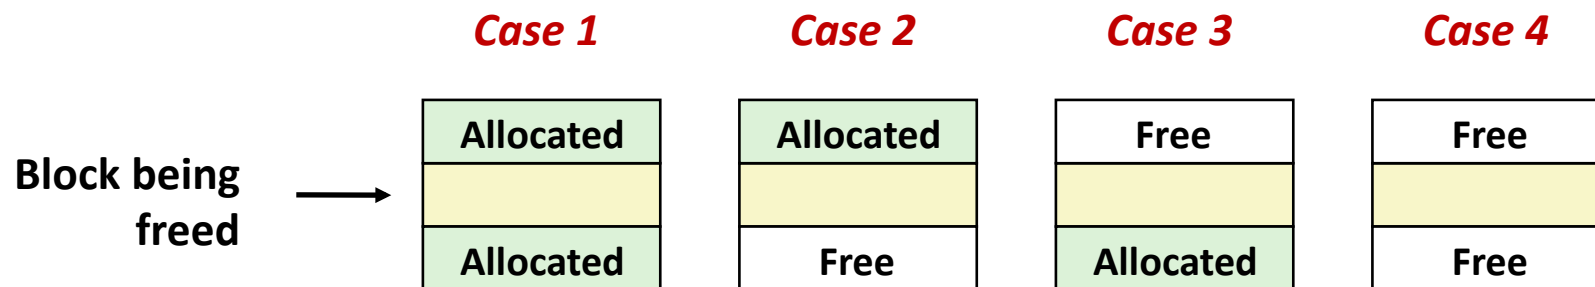 Case 1 Case 2 Case 3 Case 4
Allocated Allocated Free Free
Block being
freed
Allocated Free Allocated Free